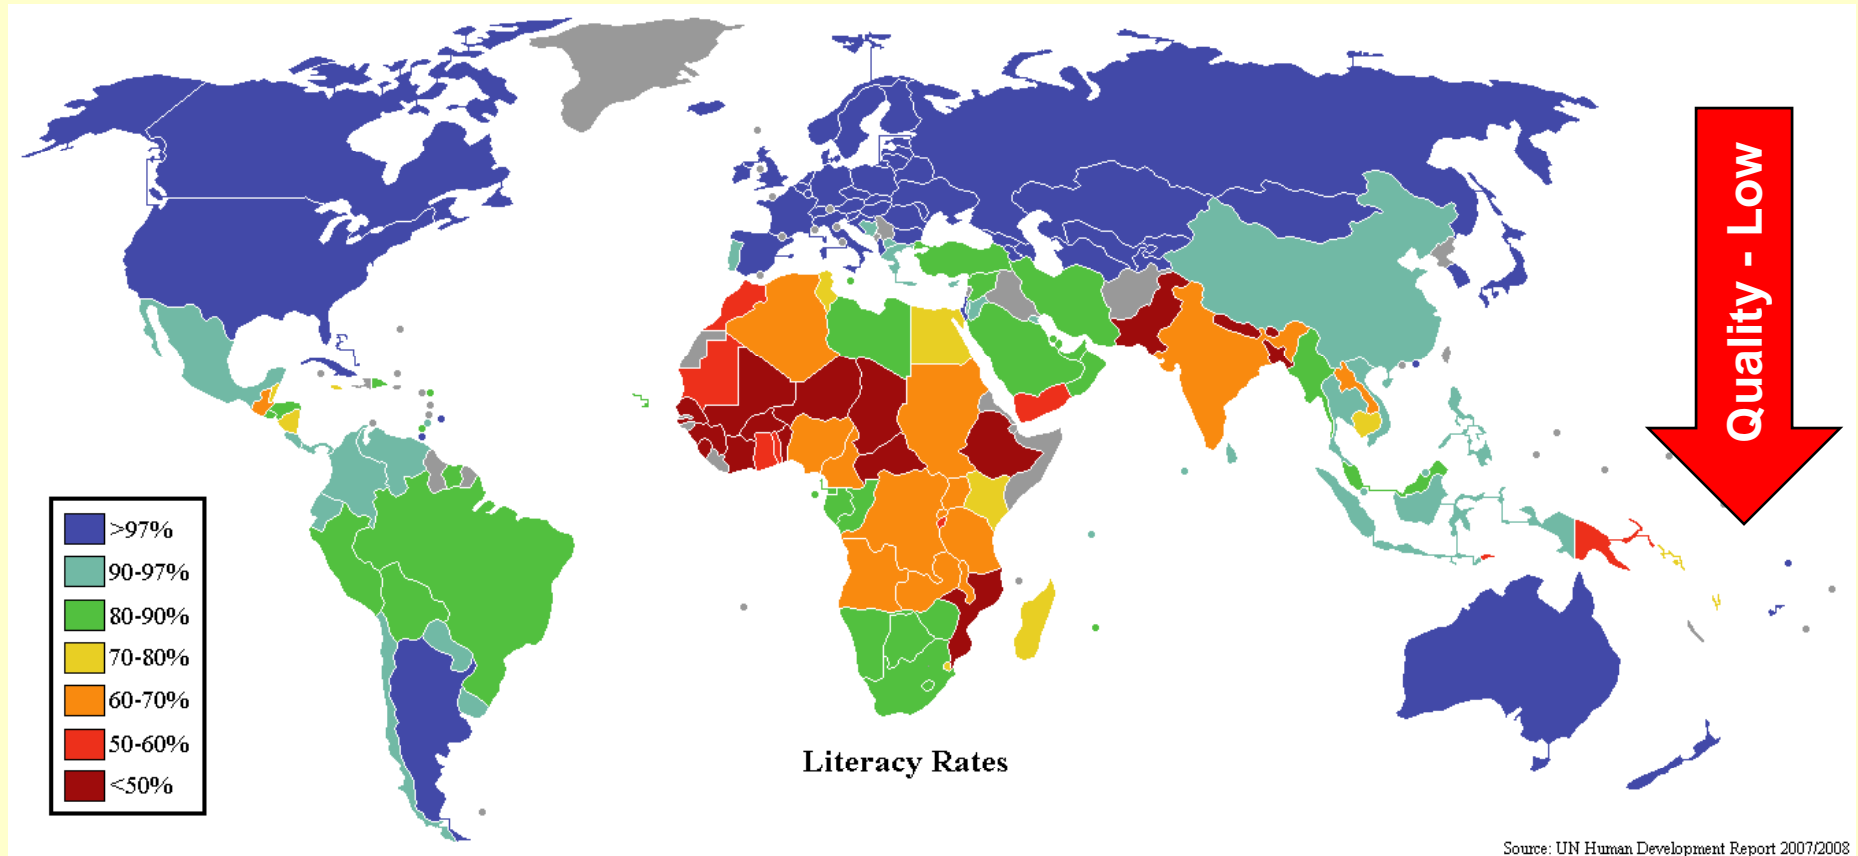 Quality - Low
>97%
90-97%
80-90%
70-80%
60-70%
50-60%
<50%
Literacy Rates
Source: UN Human Development Report 2007/2008